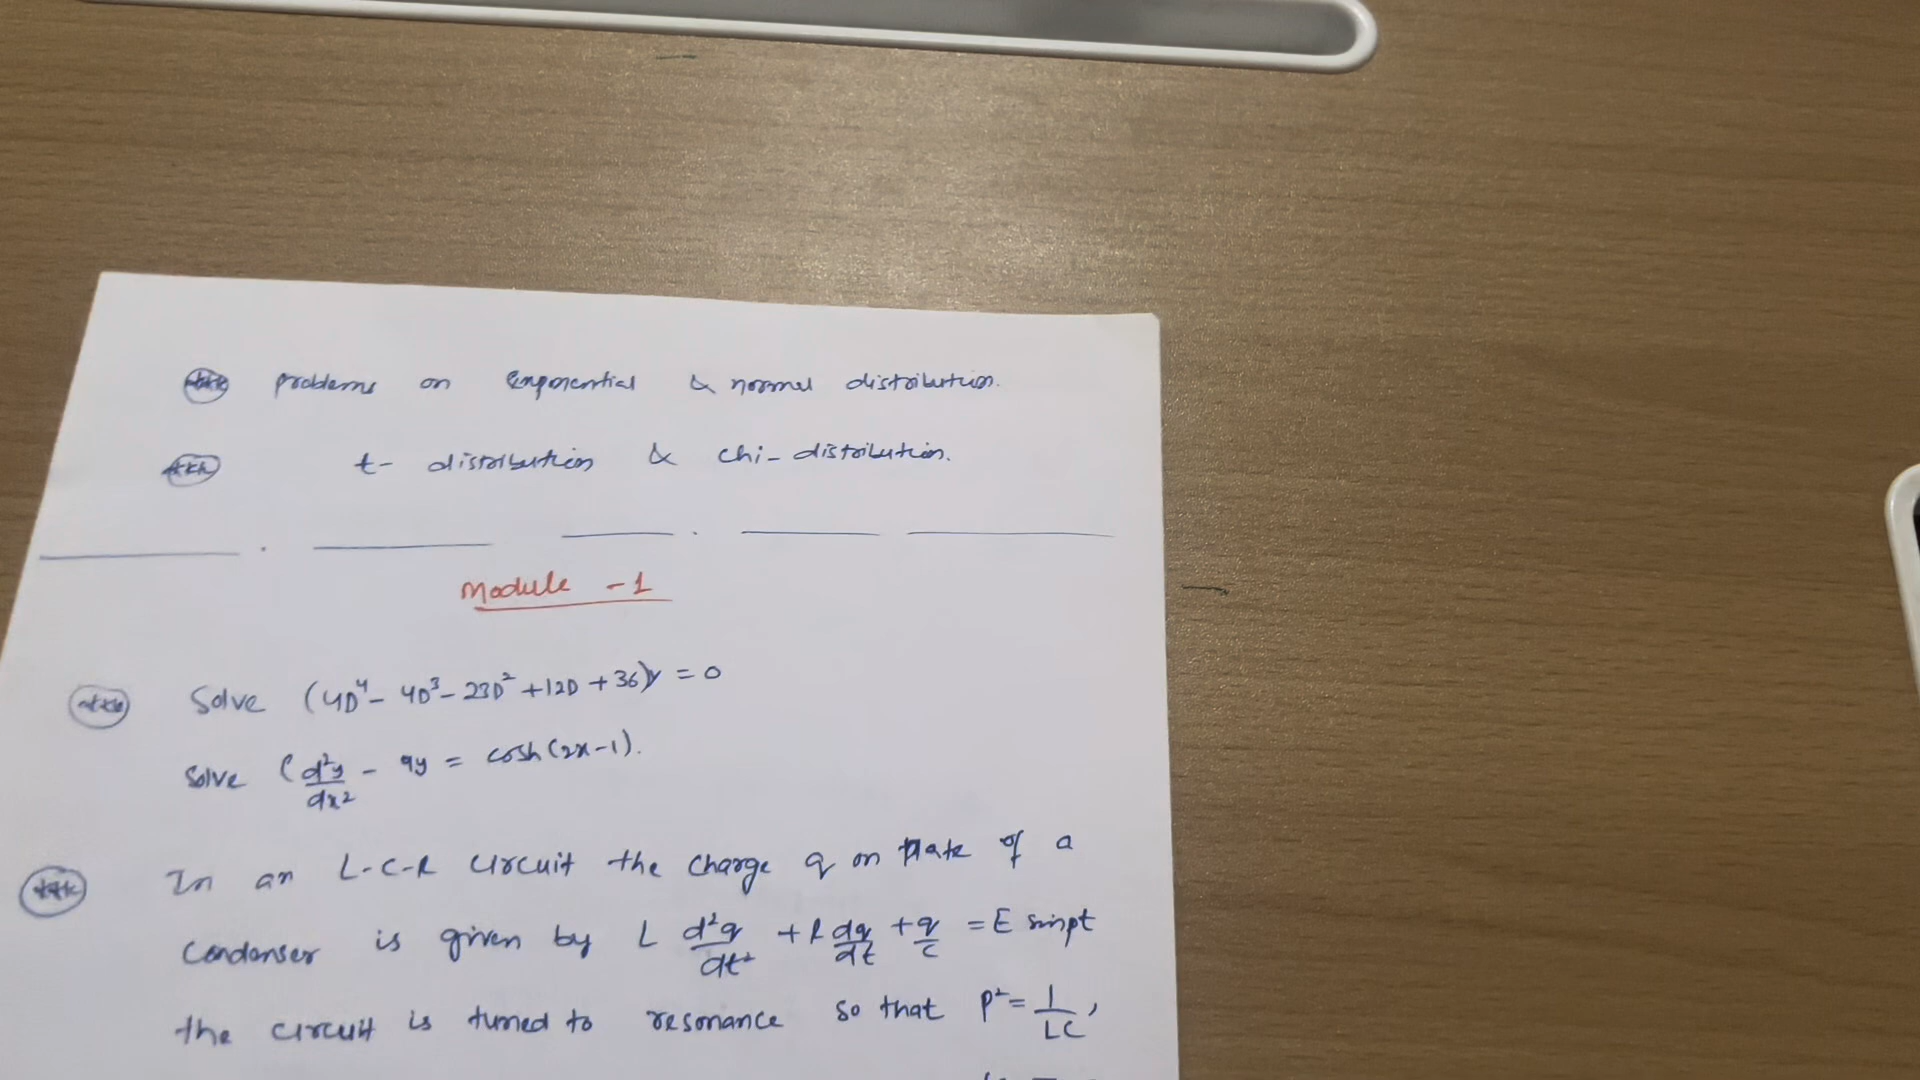 problems on Exponential & normal distribution.
t- distribution & chi-distribution.
Module -1
Solve (4D⁴- 4D³- 23D² +12D +36)y = 0
Solve (d²y/dx² - 9y = cosh(2x-1).
In an L-C-R circuit the charge q on plate of a
Condenser is given by L d²q/dt² + R dq/dt + q/c = E sinpt
the circuit is tuned to resonance so that p² = 1/LC,